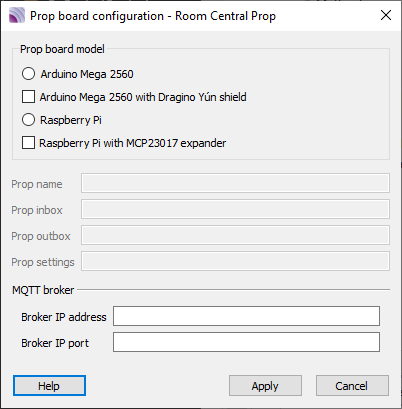 Prop board configuration - Room Central Prop
Prop board model
Arduino Mega 2560
Arduino Mega 2560 with Dragino Yún shield
Raspberry Pi
Raspberry Pi with MCP23017 expander
Prop name
Prop inbox
Prop outbox
Prop settings
MQTT broker
Broker IP address
Broker IP port
Help Apply Cancel